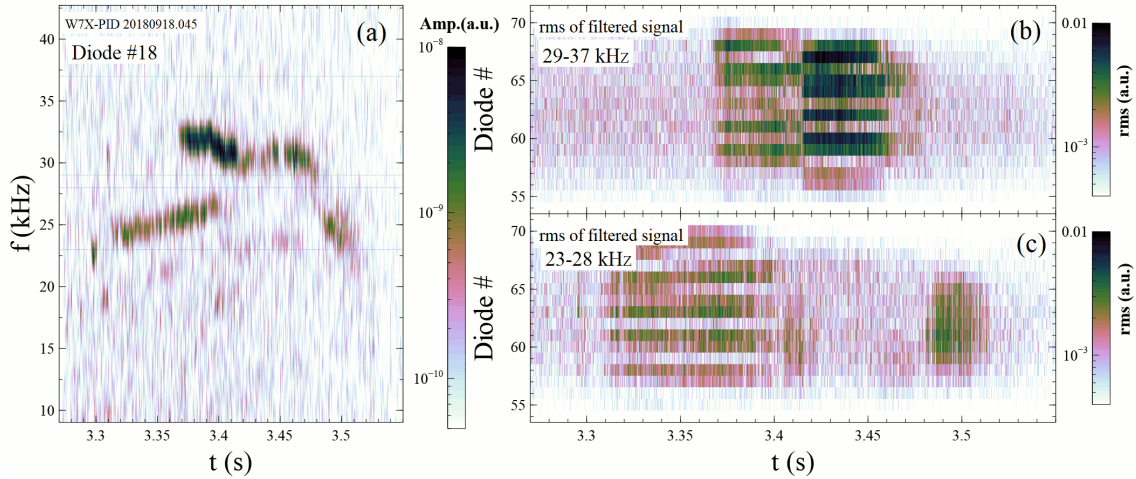 W7X-PID 20180918.045
(a)
Diode #18
f (kHz)
40
35
30
25
20
15
10
3.3
3.35
3.4
3.45
3.5
t (s)
Amp.(a.u.)
10⁻⁸
10⁻⁹
10⁻¹⁰
Diode #
rms of filtered signal
(b)
29-37 kHz
70
65
60
55
0.01
10⁻³
rms (a.u.)
Diode #
rms of filtered signal
(c)
23-28 kHz
70
65
60
55
3.3
3.35
3.4
3.45
3.5
t (s)
0.01
10⁻³
rms (a.u.)